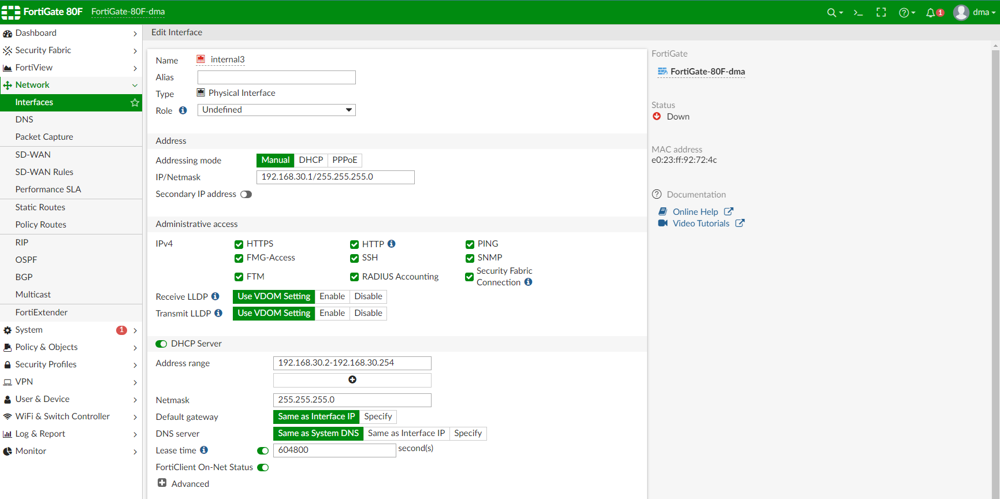 FortiGate 80F FortiGate-80F-dma 1 dma
Dashboard
Security Fabric
FortiView
Network
Interfaces
DNS
Packet Capture
SD-WAN
SD-WAN Rules
Performance SLA
Static Routes
Policy Routes
RIP
OSPF
BGP
Multicast
FortiExtender
System 1
Policy & Objects
Security Profiles
VPN
User & Device
WiFi & Switch Controller
Log & Report
Monitor
Edit Interface
Name internal3
Alias
Type Physical Interface
Role Undefined
Address
Addressing mode Manual DHCP PPPoE
IP/Netmask 192.168.30.1/255.255.255.0
Secondary IP address
Administrative access
IPv4 HTTPS HTTP PING
FMG-Access SSH SNMP
FTM RADIUS Accounting Security Fabric
Connection
Receive LLDP Use VDOM Setting Enable Disable
Transmit LLDP Use VDOM Setting Enable Disable
DHCP Server
Address range 192.168.30.2-192.168.30.254
Netmask 255.255.255.0
Default gateway Same as Interface IP Specify
DNS server Same as System DNS Same as Interface IP Specify
Lease time 604800 second(s)
FortiClient On-Net Status
Advanced
FortiGate
FortiGate-80F-dma
Status
Down
MAC address
e0:23:ff:92:72:4c
Documentation
Online Help
Video Tutorials